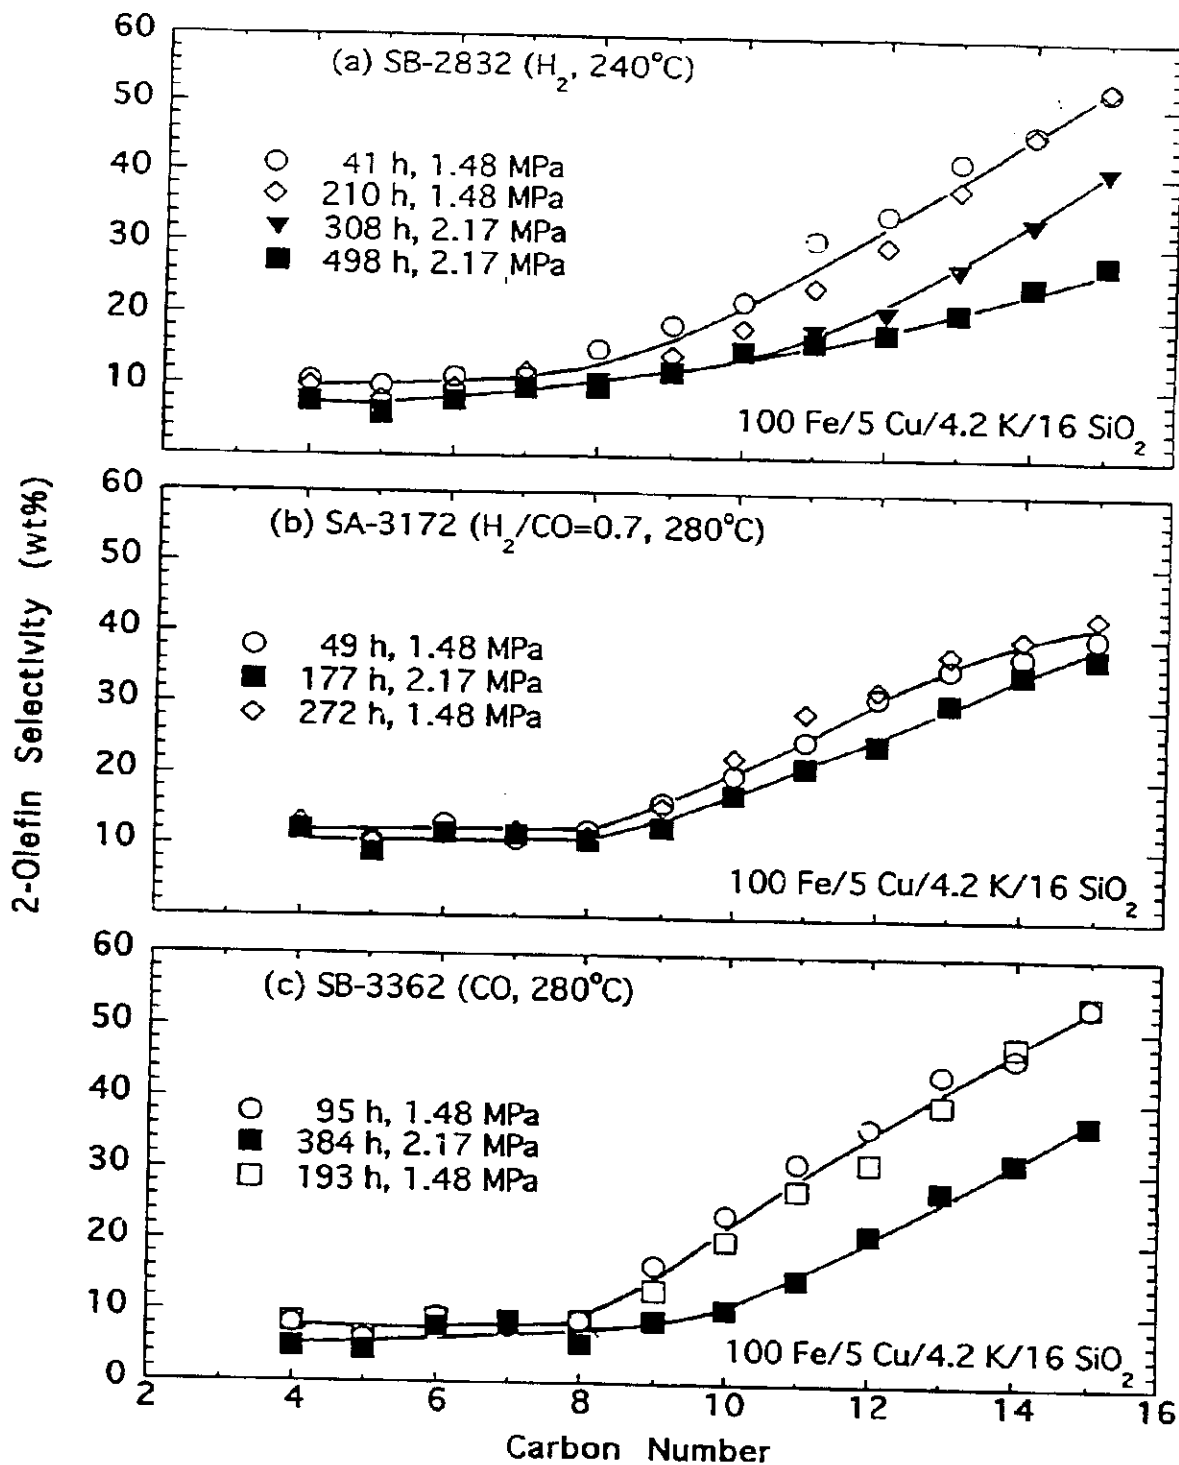 2-Olefin Selectivity (wt%)
60
50
40
30
20
10
(a) SB-2832 (H₂, 240°C)
41 h, 1.48 MPa
210 h, 1.48 MPa
308 h, 2.17 MPa
498 h, 2.17 MPa
100 Fe/5 Cu/4.2 K/16 SiO₂
60
50
40
30
20
10
(b) SA-3172 (H₂/CO=0.7, 280°C)
49 h, 1.48 MPa
177 h, 2.17 MPa
272 h, 1.48 MPa
100 Fe/5 Cu/4.2 K/16 SiO₂
60
50
40
30
20
10
0
(c) SB-3362 (CO, 280°C)
95 h, 1.48 MPa
384 h, 2.17 MPa
193 h, 1.48 MPa
100 Fe/5 Cu/4.2 K/16 SiO₂
2 4 6 8 10 12 14 16
Carbon Number